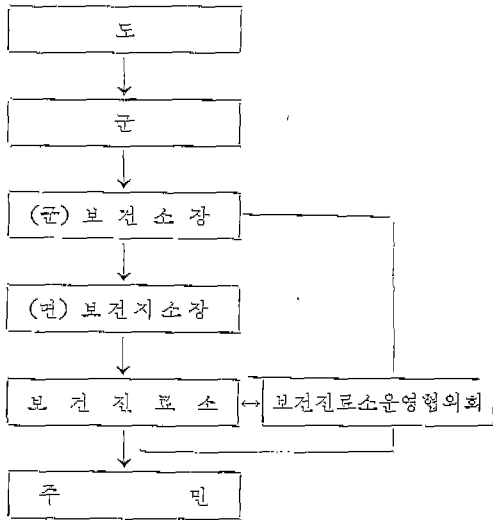 도
군
(군) 보 건 소 장
(면) 보건지소장
보 건 진 료 소 ↔ 보건진료소운영협의회
주 민